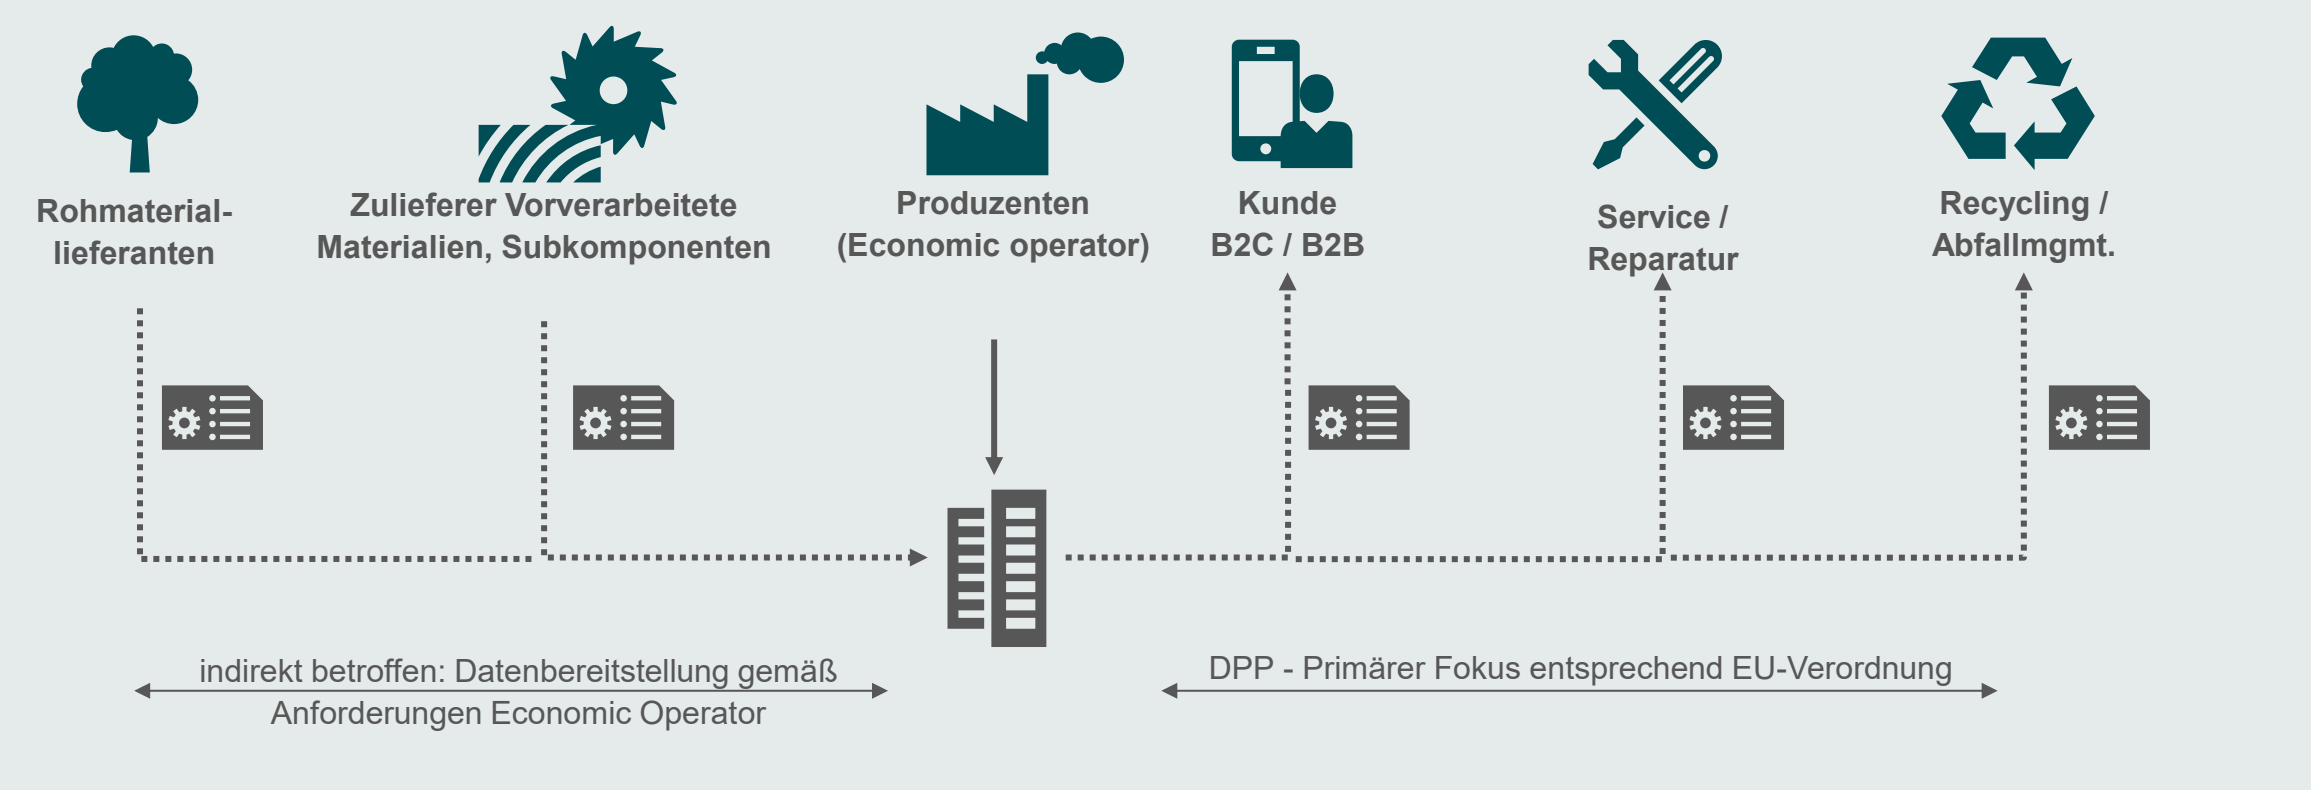 Rohmaterial-
lieferanten
Zulieferer Vorverarbeitete
Materialien, Subkomponenten
Produzenten
(Economic operator)
Kunde
B2C / B2B
Service /
Reparatur
Recycling /
Abfallmgmt.
indirekt betroffen: Datenbereitstellung gemäß
Anforderungen Economic Operator
DPP - Primärer Fokus entsprechend EU-Verordnung